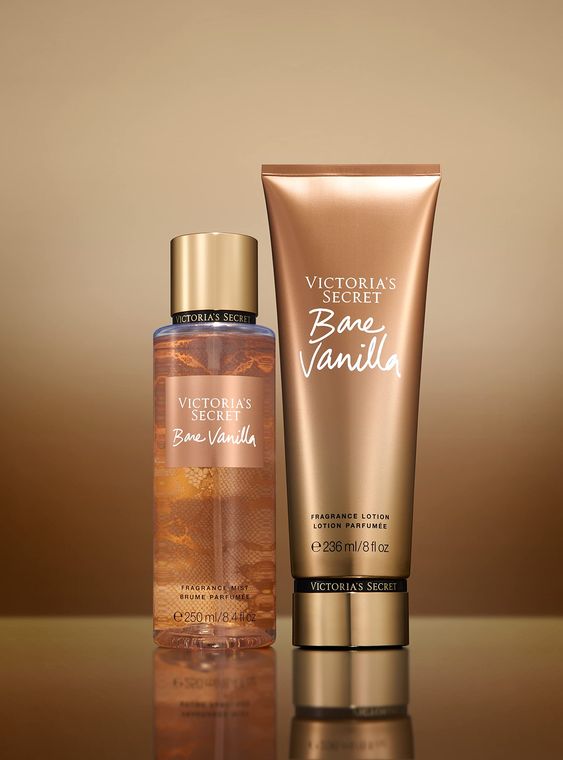 VICTORIA'S SECRET
VICTORIA'S
SECRET
Bare Vanilla
FRAGRANCE MIST
BRUME PARFUMÉE
℮250 ml/8.4 fl oz
VICTORIA'S
SECRET
Bare
Vanilla
FRAGRANCE LOTION
LOTION PARFUMÉE
℮236 ml/8 fl oz
VICTORIA'S SECRET